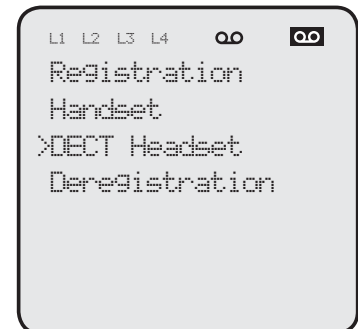 L1 L2 L3 L4
Registration
Handset
>DECT Headset
Deregistration